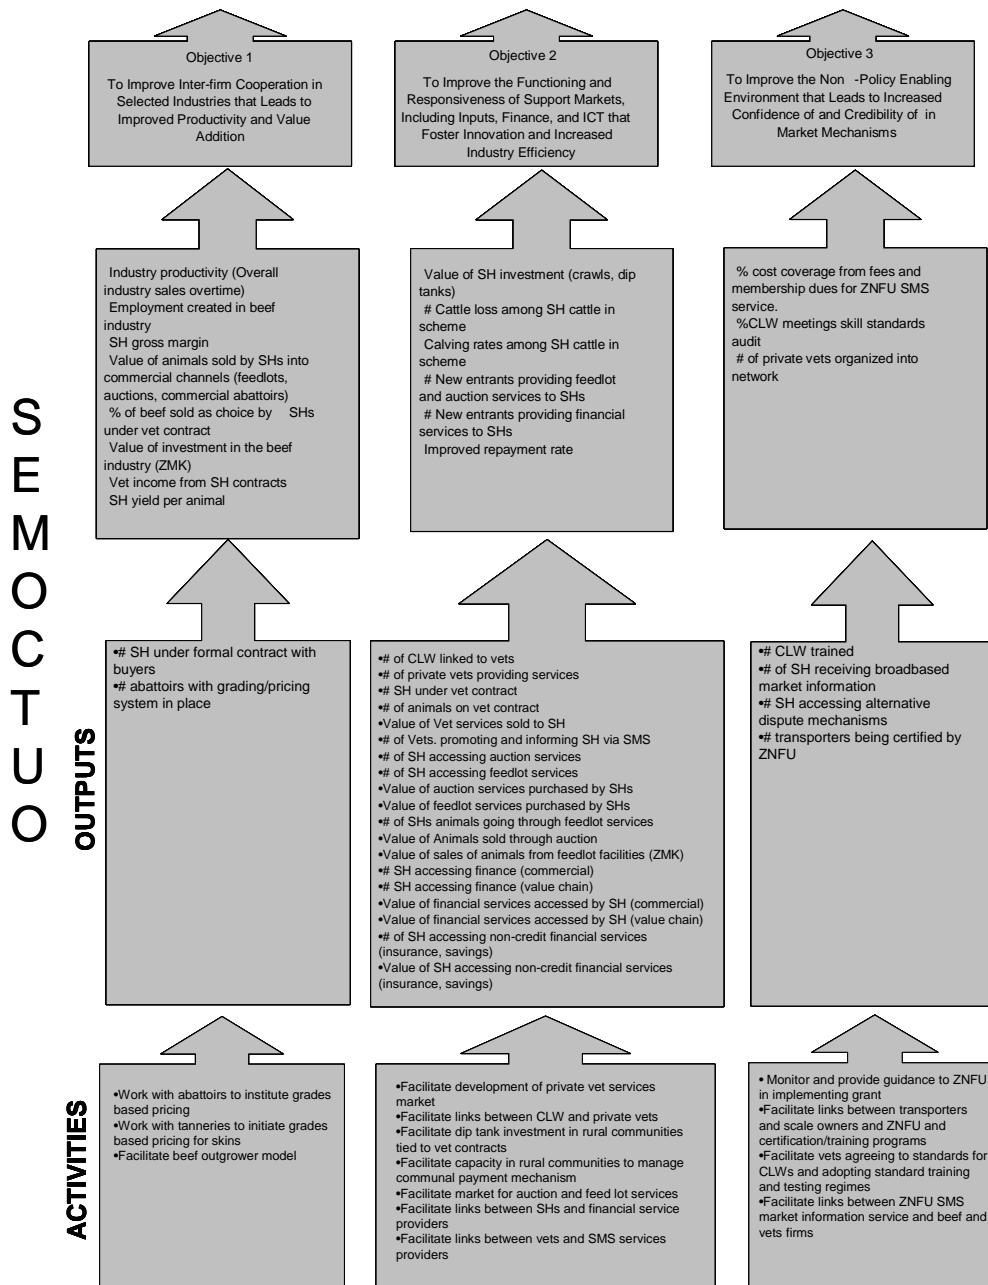 Objective 1
To Improve Inter-firm Cooperation in
Selected Industries that Leads to
Improved Productivity and Value
Addition
Objective 2
To Improve the Functioning and
Responsiveness of Support Markets,
Including Inputs, Finance, and ICT that
Foster Innovation and Increased
Industry Efficiency
Objective 3
To Improve the Non -Policy Enabling
Environment that Leads to Increased
Confidence of and Credibility of in
Market Mechanisms
S
E
M
O
C
T
U
O
Industry productivity (Overall
industry sales overtime)
Employment created in beef
industry
SH gross margin
Value of animals sold by SHs into
commercial channels (feedlots,
auctions, commercial abattoirs)
% of beef sold as choice by SHs
under vet contract
Value of investment in the beef
industry (ZMK)
Vet income from SH contracts
SH yield per animal
Value of SH investment (crawls, dip
tanks)
# Cattle loss among SH cattle in
scheme
Calving rates among SH cattle in
scheme
# New entrants providing feedlot
and auction services to SHs
# New entrants providing financial
services to SHs
Improved repayment rate
% cost coverage from fees and
membership dues for ZNFU SMS
service.
%CLW meetings skill standards
audit
# of private vets organized into
network
OUTPUTS
•# SH under formal contract with
buyers
•# abattoirs with grading/pricing
system in place
•# of CLW linked to vets
•# of private vets providing services
•# SH under vet contract
•# of animals on vet contract
•Value of Vet services sold to SH
•# of Vets. promoting and informing SH via SMS
•# of SH accessing auction services
•# of SH accessing feedlot services
•Value of auction services purchased by SHs
•Value of feedlot services purchased by SHs
•# of SHs animals going through feedlot services
•Value of Animals sold through auction
•Value of sales of animals from feedlot facilities (ZMK)
•# SH accessing finance (commercial)
•# SH accessing finance (value chain)
•Value of financial services accessed by SH (commercial)
•Value of financial services accessed by SH (value chain)
•# of SH accessing non-credit financial services
(insurance, savings)
•Value of SH accessing non-credit financial services
(insurance, savings)
•# CLW trained
•# of SH receiving broadbased
market information
•# SH accessing alternative
dispute mechanisms
•# transporters being certified by
ZNFU
ACTIVITIES
•Work with abattoirs to institute grades
based pricing
•Work with tanneries to initiate grades
based pricing for skins
•Facilitate beef outgrower model
•Facilitate development of private vet services
market
•Facilitate links between CLW and private vets
•Facilitate dip tank investment in rural communities
tied to vet contracts
•Facilitate capacity in rural communities to manage
communal payment mechanism
•Facilitate market for auction and feed lot services
•Facilitate links between SHs and financial service
providers
•Facilitate links between vets and SMS services
providers
• Monitor and provide guidance to ZNFU
in implementing grant
•Facilitate links between transporters
and scale owners and ZNFU and
certification/training programs
•Facilitate vets agreeing to standards for
CLWs and adopting standard training
and testing regimes
•Facilitate links between ZNFU SMS
market information service and beef and
vets firms